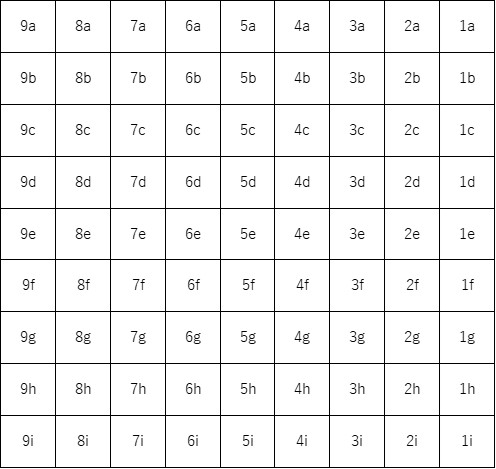 9a 8a 7a 6a 5a 4a 3a 2a 1a
9b 8b 7b 6b 5b 4b 3b 2b 1b
9c 8c 7c 6c 5c 4c 3c 2c 1c
9d 8d 7d 6d 5d 4d 3d 2d 1d
9e 8e 7e 6e 5e 4e 3e 2e 1e
9f 8f 7f 6f 5f 4f 3f 2f 1f
9g 8g 7g 6g 5g 4g 3g 2g 1g
9h 8h 7h 6h 5h 4h 3h 2h 1h
9i 8i 7i 6i 5i 4i 3i 2i 1i